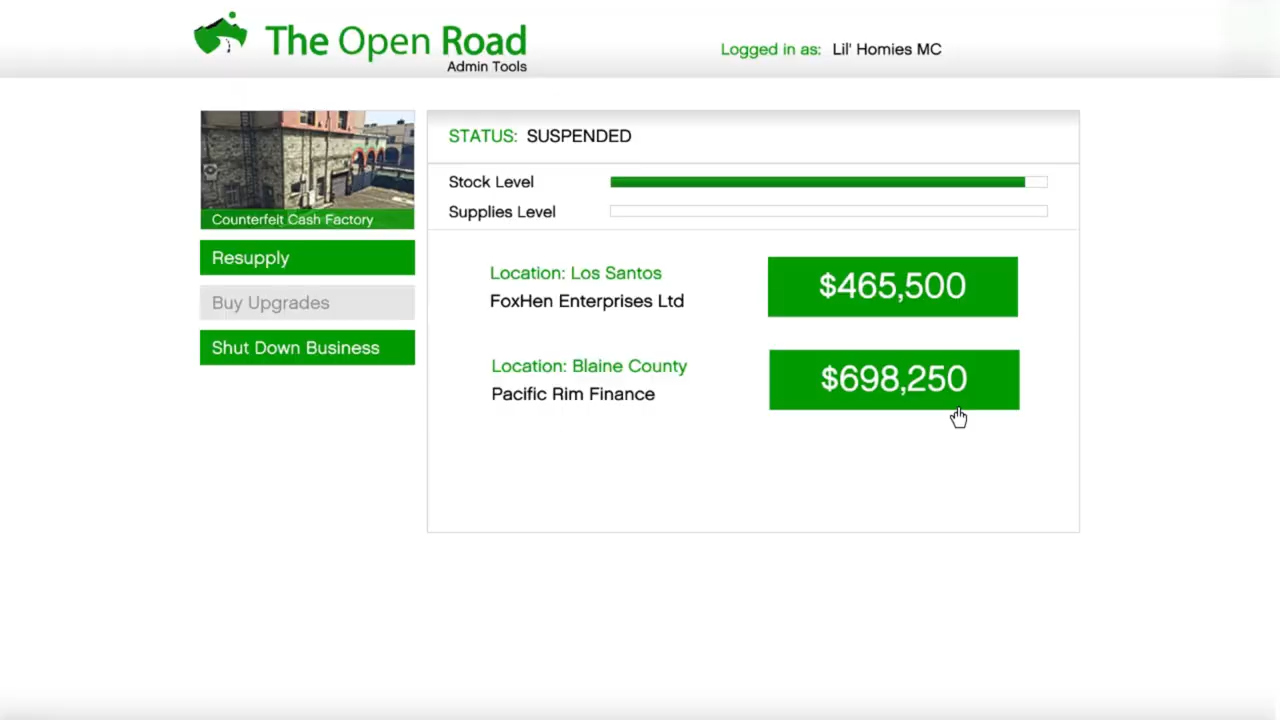 The Open Road
Admin Tools
Logged in as: Lil' Homies MC
Counterfeit Cash Factory
Resupply
Buy Upgrades
Shut Down Business
STATUS: SUSPENDED
Stock Level
Supplies Level
Location: Los Santos
FoxHen Enterprises Ltd
$465,500
Location: Blaine County
Pacific Rim Finance
$698,250